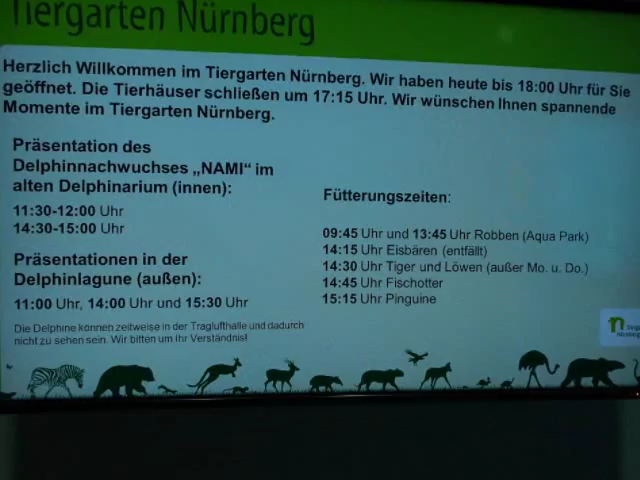 Tiergarten Nürnberg
Herzlich Willkommen im Tiergarten Nürnberg. Wir haben heute bis 18:00 Uhr für Sie
geöffnet. Die Tierhäuser schließen um 17:15 Uhr. Wir wünschen Ihnen spannende
Momente im Tiergarten Nürnberg.
Präsentation des
Delphinnachwuchses „NAMI“ im
alten Delphinarium (innen):
11:30-12:00 Uhr
14:30-15:00 Uhr
Präsentationen in der
Delphinlagune (außen):
11:00 Uhr, 14:00 Uhr und 15:30 Uhr
Die Delphine können zeitweise in der Traglufthalle und dadurch
nicht zu sehen sein. Wir bitten um Ihr Verständnis!
Fütterungszeiten:
09:45 Uhr und 13:45 Uhr Robben (Aqua Park)
14:15 Uhr Eisbären (entfällt)
14:30 Uhr Tiger und Löwen (außer Mo. u. Do.)
14:45 Uhr Fischotter
15:15 Uhr Pinguine